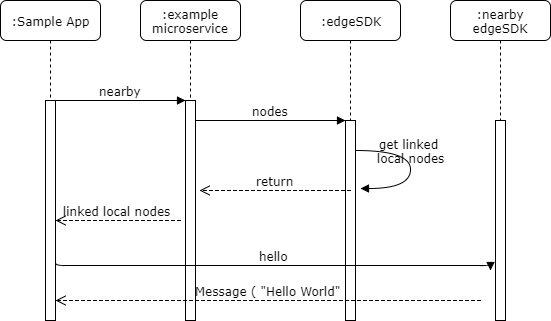 :Sample App
:example
microservice
:edgeSDK
:nearby
edgeSDK
nearby
nodes
get linked
local nodes
return
linked local nodes
hello
Message ( "Hello World"